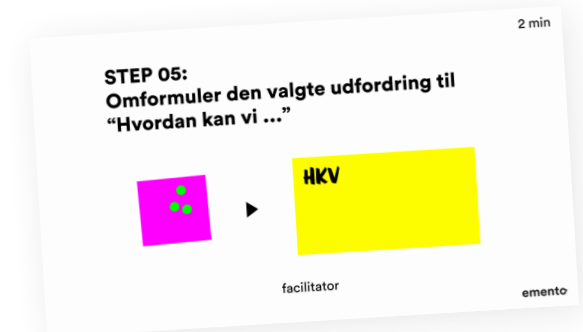 2 min
STEP 05:
Omformuler den valgte udfordring til
“Hvordan kan vi ...”
HKV
facilitator
emento